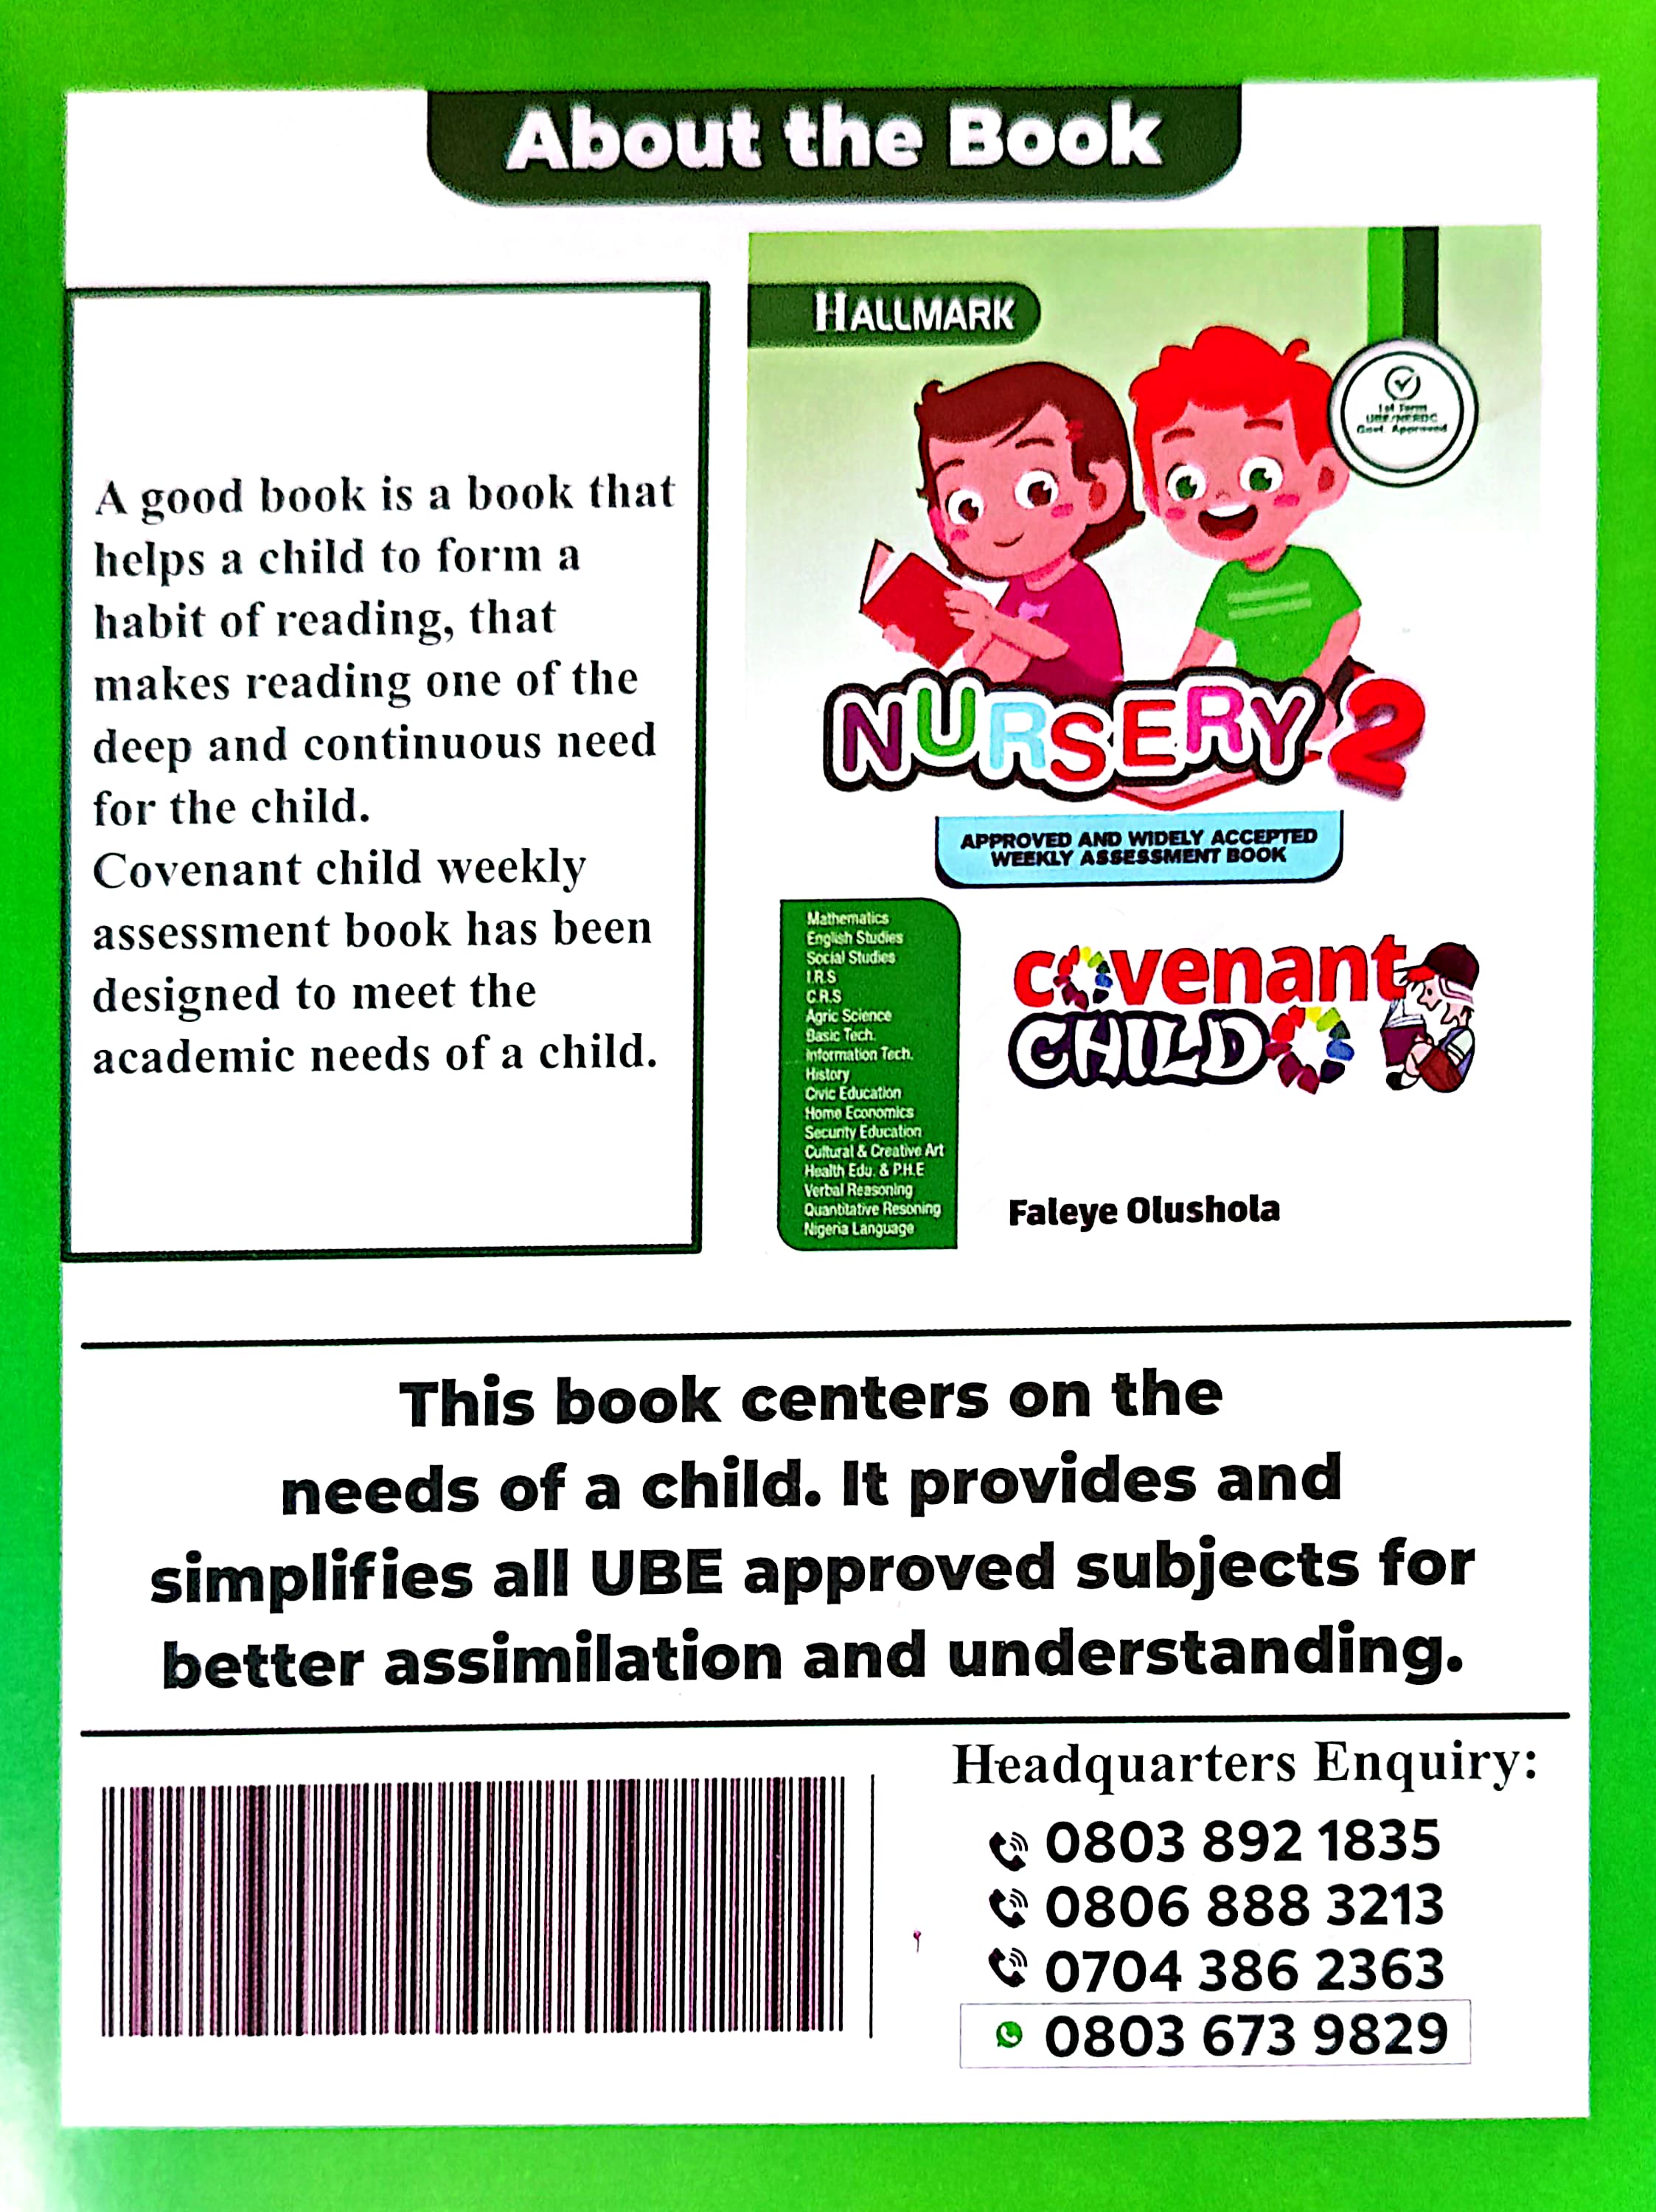 About the Book
A good book is a book that
helps a child to form a
habit of reading, that
makes reading one of the
deep and continuous need
for the child.
Covenant child weekly
assessment book has been
designed to meet the
academic needs of a child.
HALLMARK
1st Term
UBE/NERDC
Govt. Approved
NURSERY 2
APPROVED AND WIDELY ACCEPTED
WEEKLY ASSESSMENT BOOK
Mathematics
English Studies
Social Studies
I.R.S
C.R.S
Agric Science
Basic Tech.
Information Tech.
History
Civic Education
Home Economics
Security Education
Cultural & Creative Art
Health Edu. & P.H.E
Verbal Reasoning
Quantitative Resoning
Nigeria Language
covenant
CHILD
Faleye Olushola
This book centers on the
needs of a child. It provides and
simplifies all UBE approved subjects for
better assimilation and understanding.
Headquarters Enquiry:
0803 892 1835
0806 888 3213
0704 386 2363
0803 673 9829